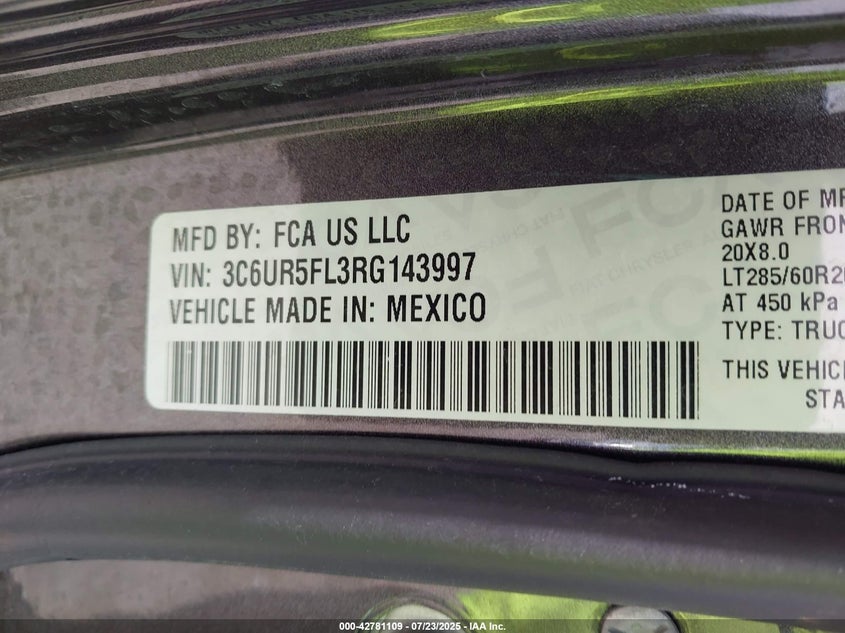 MFD BY: FCA US LLC
VIN: 3C6UR5FL3RG143997
VEHICLE MADE IN: MEXICO
DATE OF
GAWR
20X8.0
AT 450 kPa
TYPE:
THIS
000-42781109 - 07/23/2025 - IAA Inc.